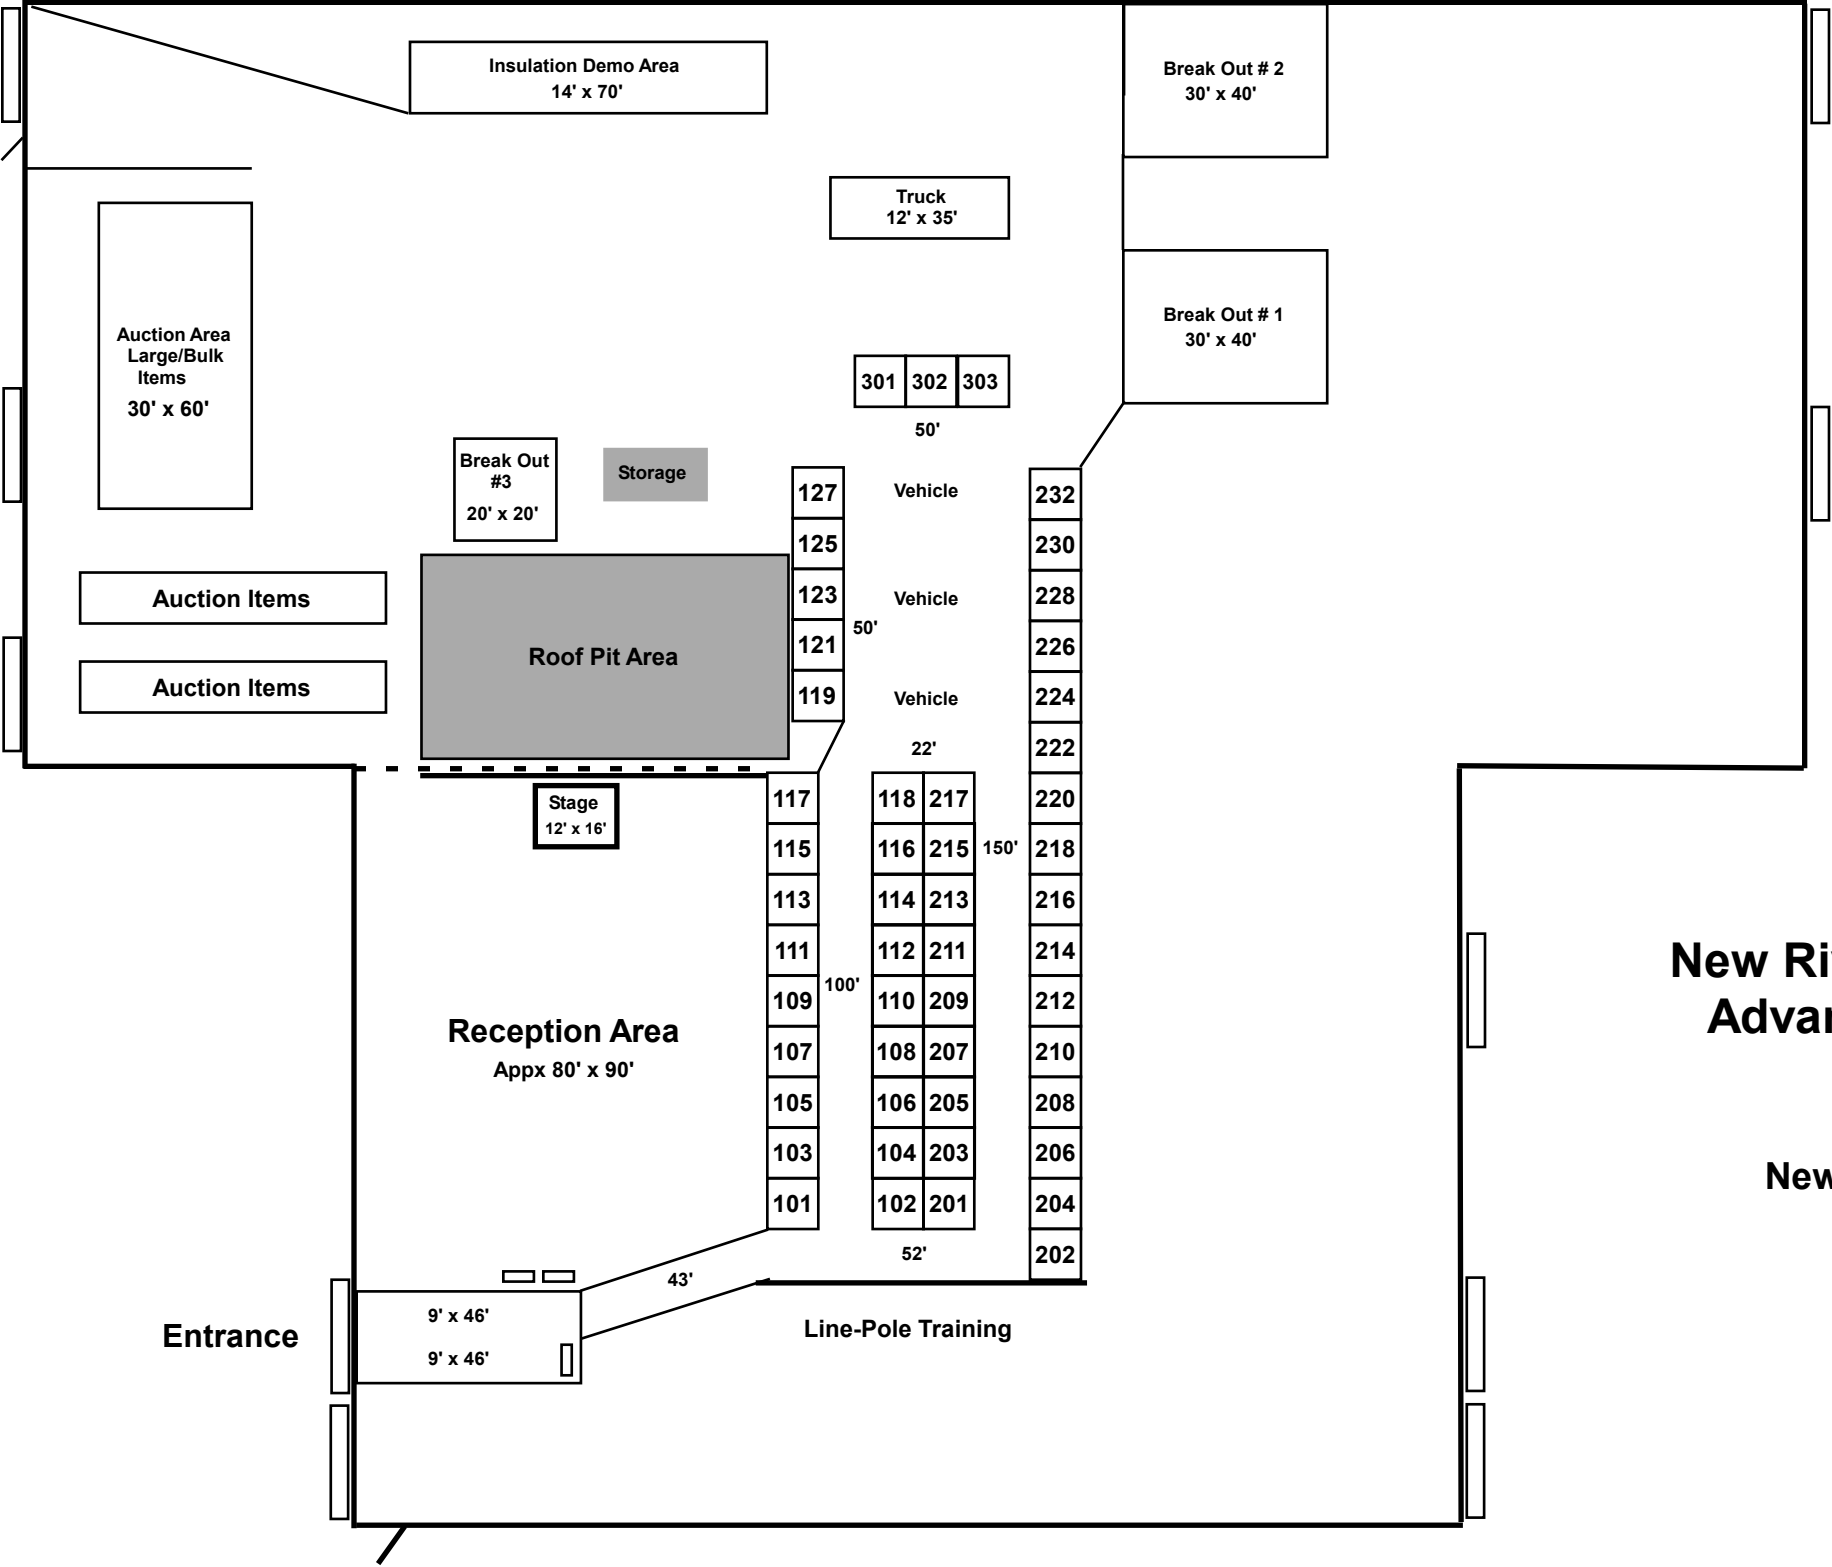 Insulation Demo Area
14' x 70'
Break Out # 2
30' x 40'
Truck
12' x 35'
Auction Area
Large/Bulk
Items
30' x 60'
Break Out # 1
30' x 40'
301 302 303
50'
Break Out
#3
20' x 20'
Storage
127
Vehicle
232
125
230
Auction Items
123
Vehicle
228
50'
Roof Pit Area
121
226
Auction Items
119
Vehicle
224
22'
222
Stage
12' x 16'
117
118 217
220
115
116 215
150'
218
113
114 213
216
111
112 211
214
100'
109
110 209
212
Reception Area
Appx 80' x 90'
107
108 207
210
105
106 205
208
103
104 203
206
101
102 201
204
52'
202
43'
Entrance
9' x 46'
9' x 46'
Line-Pole Training
New Ri
Advar
New